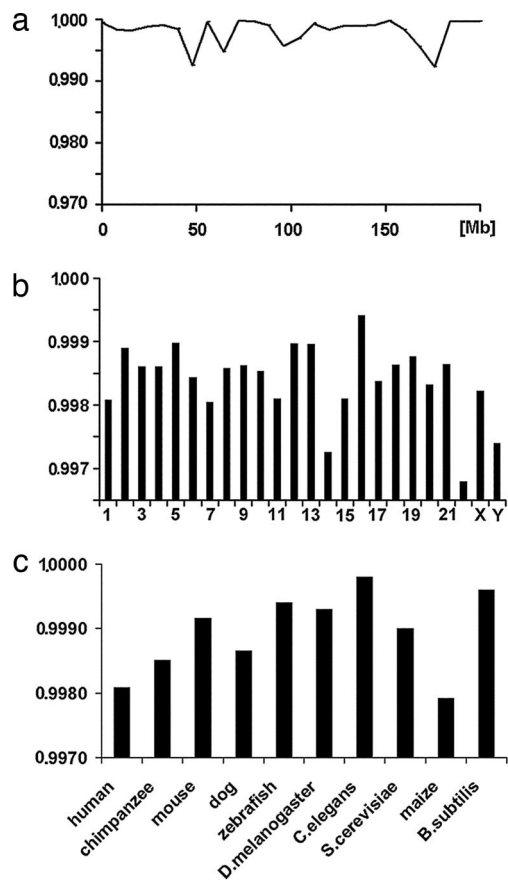 a
1.000
0.990
0.980
0.970
0 50 100 150 [Mb]
b
1.000
0.999
0.998
0.997
1 3 5 7 9 11 13 15 17 19 21 X Y
c
1.0000
0.9990
0.9980
0.9970
human
chimpanzee
mouse
dog
zebrafish
D.melanogaster
C.elegans
S.cerevisiae
maize
B.subtilis